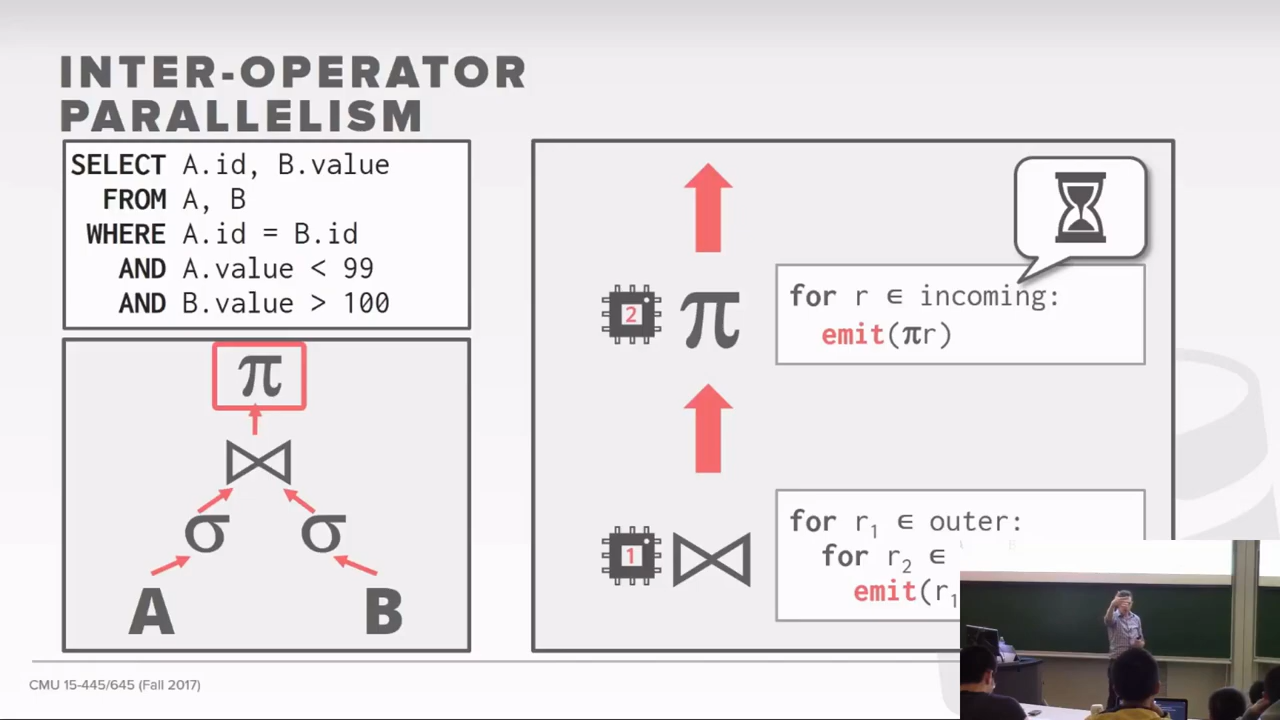 INTER-OPERATOR
PARALLELISM
SELECT A.id, B.value
FROM A, B
WHERE A.id = B.id
AND A.value < 99
AND B.value > 100
π
⋈
σ σ
A B
2 π
for r ∈ incoming:
emit(πr)
1 ⋈
for r₁ ∈ outer:
for r₂ ∈
emit(r₁
CMU 15-445/645 (Fall 2017)